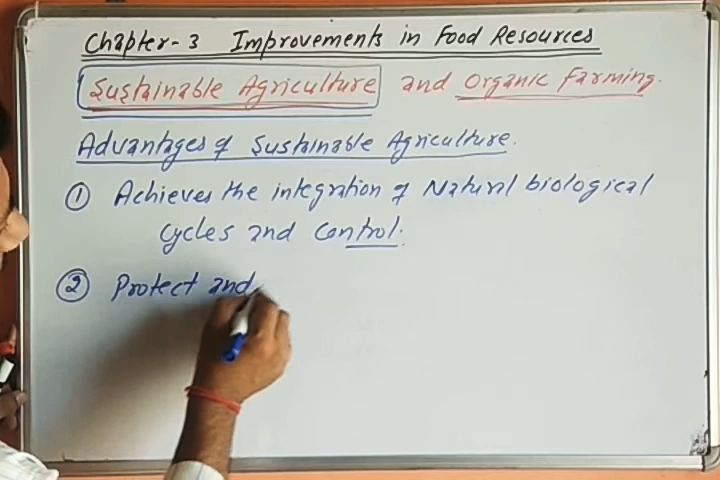 Chapter-3 Improvements in Food Resources
Sustainable Agriculture and Organic Farming.
Advantages of Sustainable Agriculture.
① Achieves the integration of Natural biological
Cycles and Control.
② Protect and